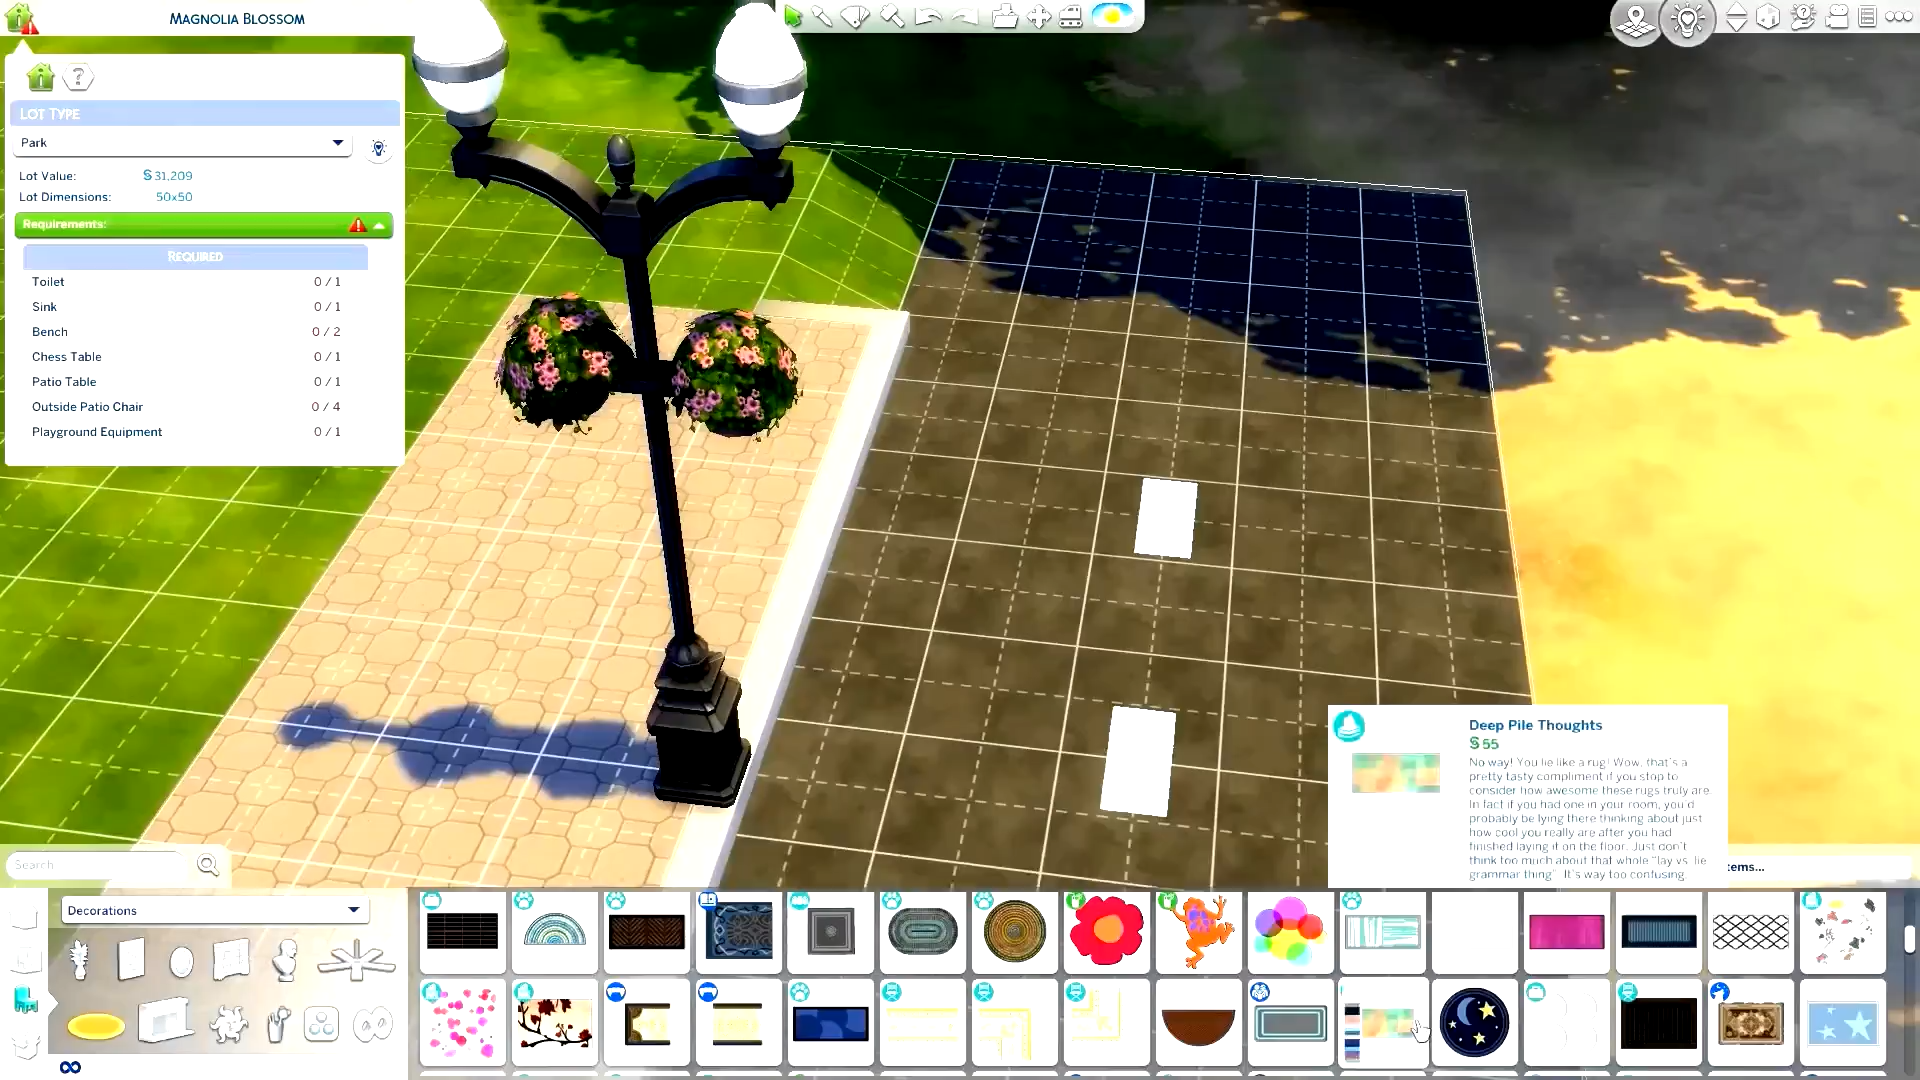 Magnolia Blossom
Lot Type
Park
Lot Value: § 31,209
Lot Dimensions: 50x50
Requirements:
Required
Toilet 0 / 1
Sink 0 / 1
Bench 0 / 2
Chess Table 0 / 1
Patio Table 0 / 1
Outside Patio Chair 0 / 4
Playground Equipment 0 / 1
Deep Pile Thoughts
§ 55
No way! You lie like a rug! Wow, that's a
pretty tasty compliment if you stop to
consider how awesome these rugs truly are.
In fact if you had one in your room, you'd
probably be lying there thinking about just
how cool you really are after you had
finished laying it on the floor. Just don't
think too much about that whole "lay vs. lie
grammar thing". It's way too confusing.
tems...
Search
Decorations